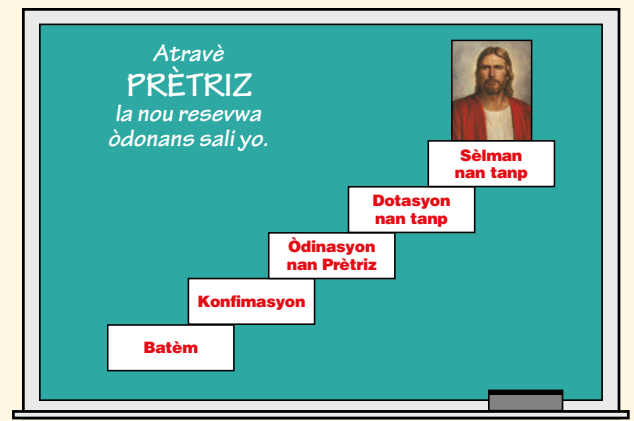 Atravè
PRÈTRIZ
la nou resevwa
òdonans sali yo.
Sèlman
nan tanp
Dotasyon
nan tanp
Òdinasyon
nan Prètriz
Konfimasyon
Batèm